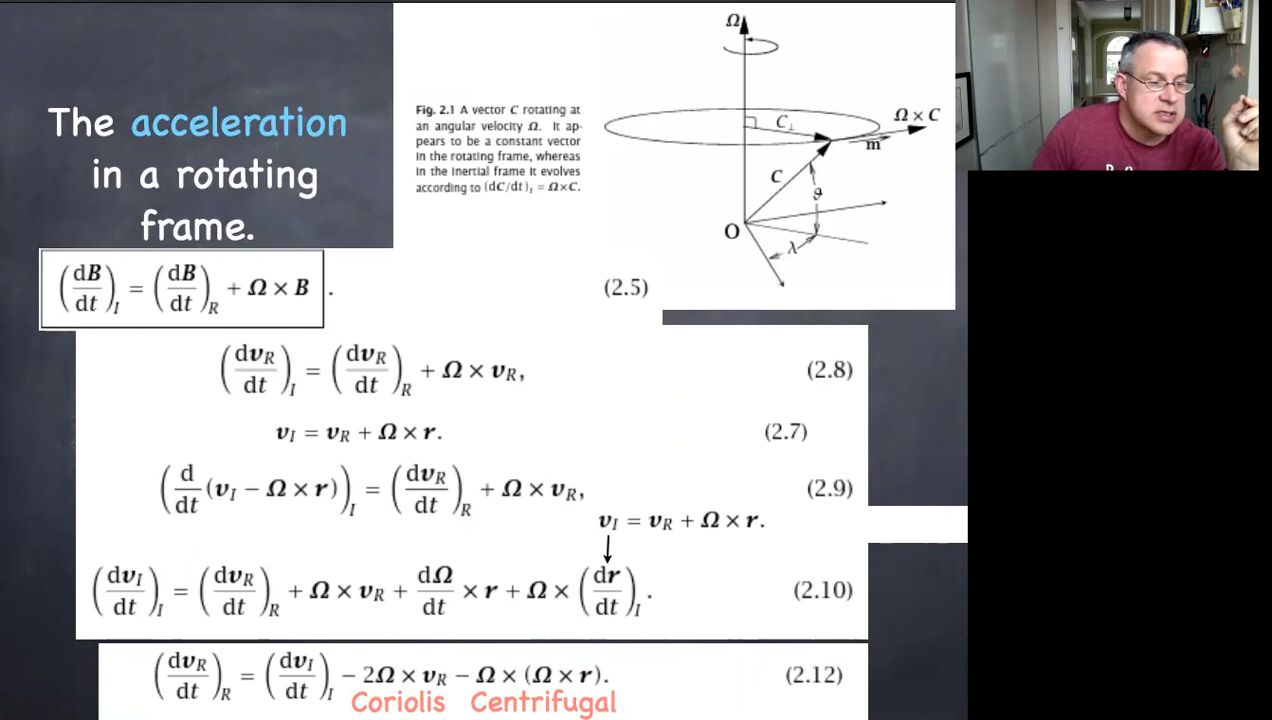 The acceleration
in a rotating
frame.
Fig. 2.1 A vector C rotating at
an angular velocity Ω. It ap-
pears to be a constant vector
in the rotating frame, whereas
in the inertial frame it evolves
according to (dC/dt)_I = Ω×C.
Ω
Ω × C
C⊥
m
C
ϑ
O
λ
(dB/dt)_I = (dB/dt)_R + Ω × B . (2.5)
(dv_R/dt)_I = (dv_R/dt)_R + Ω × v_R, (2.8)
v_I = v_R + Ω × r. (2.7)
(d/dt (v_I − Ω × r))_I = (dv_R/dt)_R + Ω × v_R, (2.9)
v_I = v_R + Ω × r.
(dv_I/dt)_I = (dv_R/dt)_R + Ω × v_R + dΩ/dt × r + Ω × (dr/dt)_I . (2.10)
(dv_R/dt)_R = (dv_I/dt)_I − 2Ω × v_R − Ω × (Ω × r). (2.12)
Coriolis Centrifugal